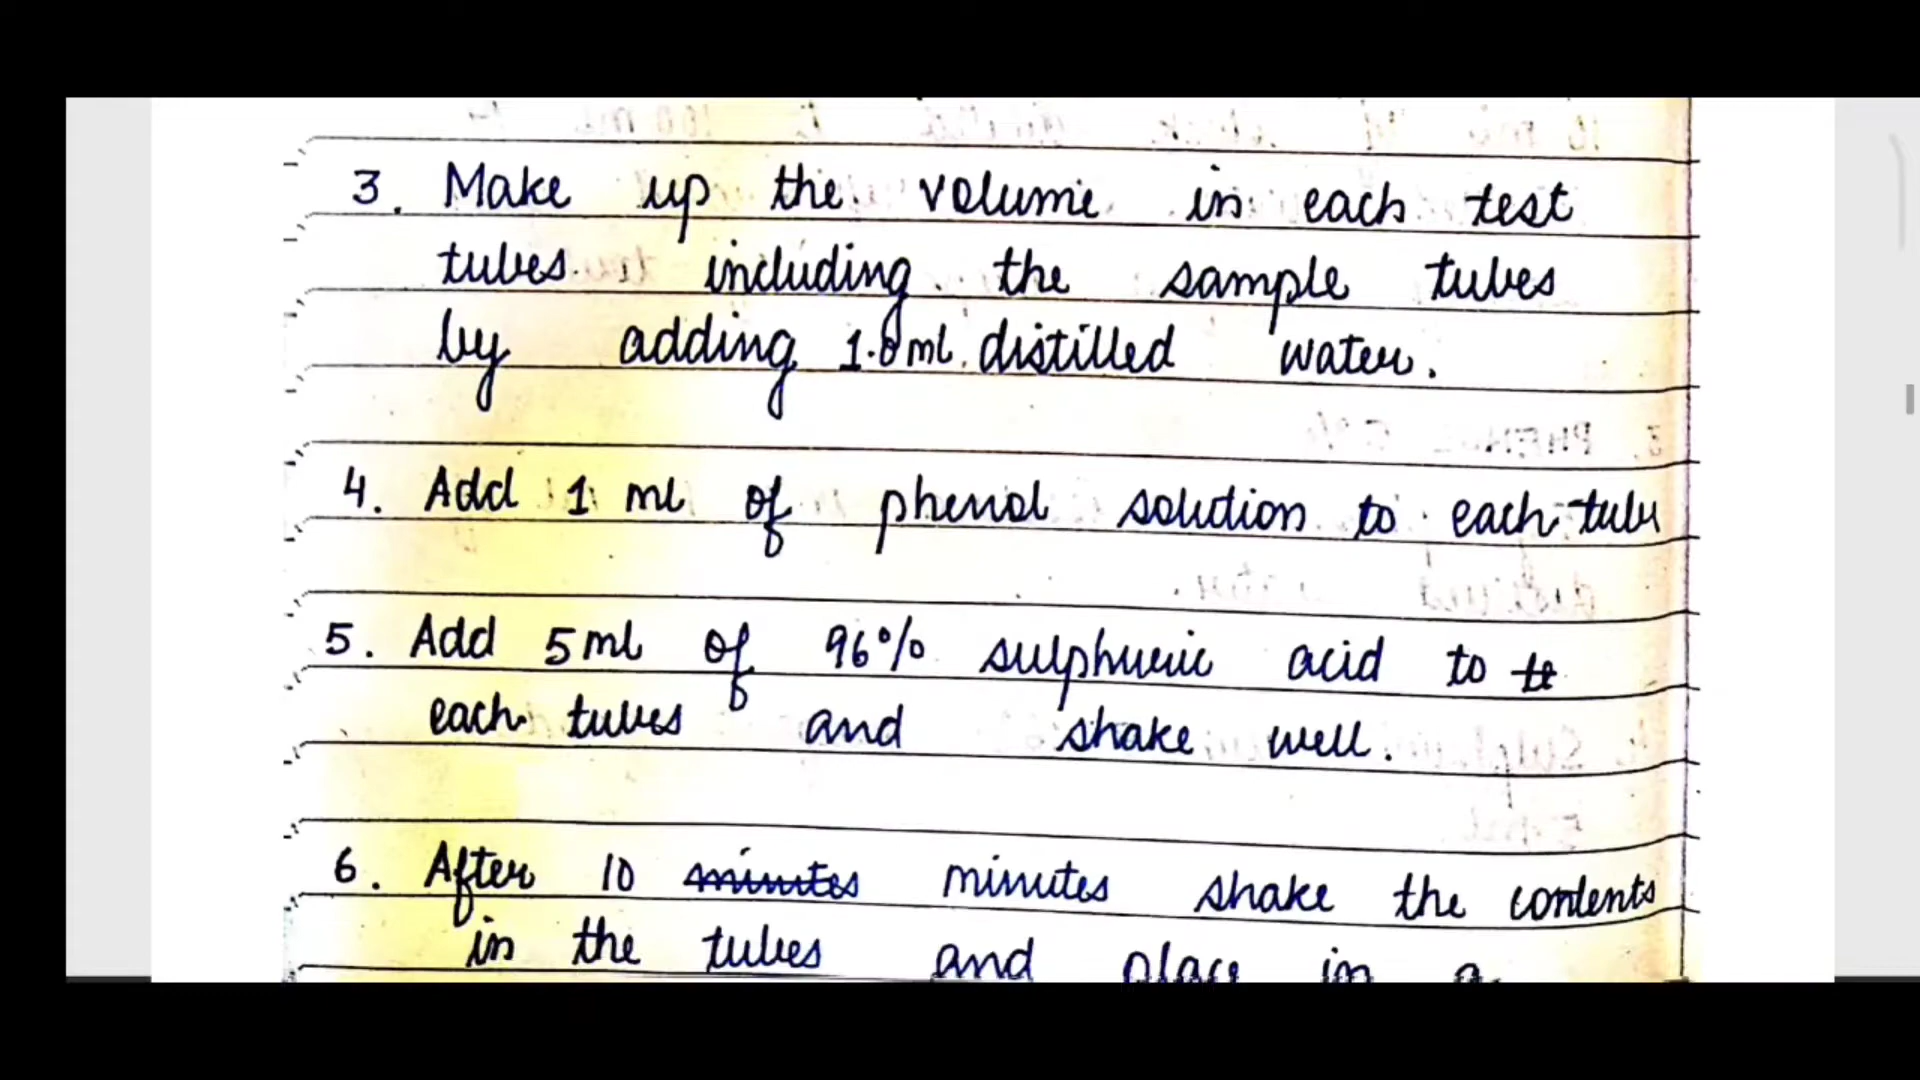 3. Make up the volume in each test
tubes including the sample tubes
by adding 1.0ml distilled water.
4. Add 1 ml of phenol solution to each tube
5. Add 5ml of 96% sulphuric acid to
each tubes and shake well.
6. After 10 minutes minutes shake the contents
in the tubes and place in a